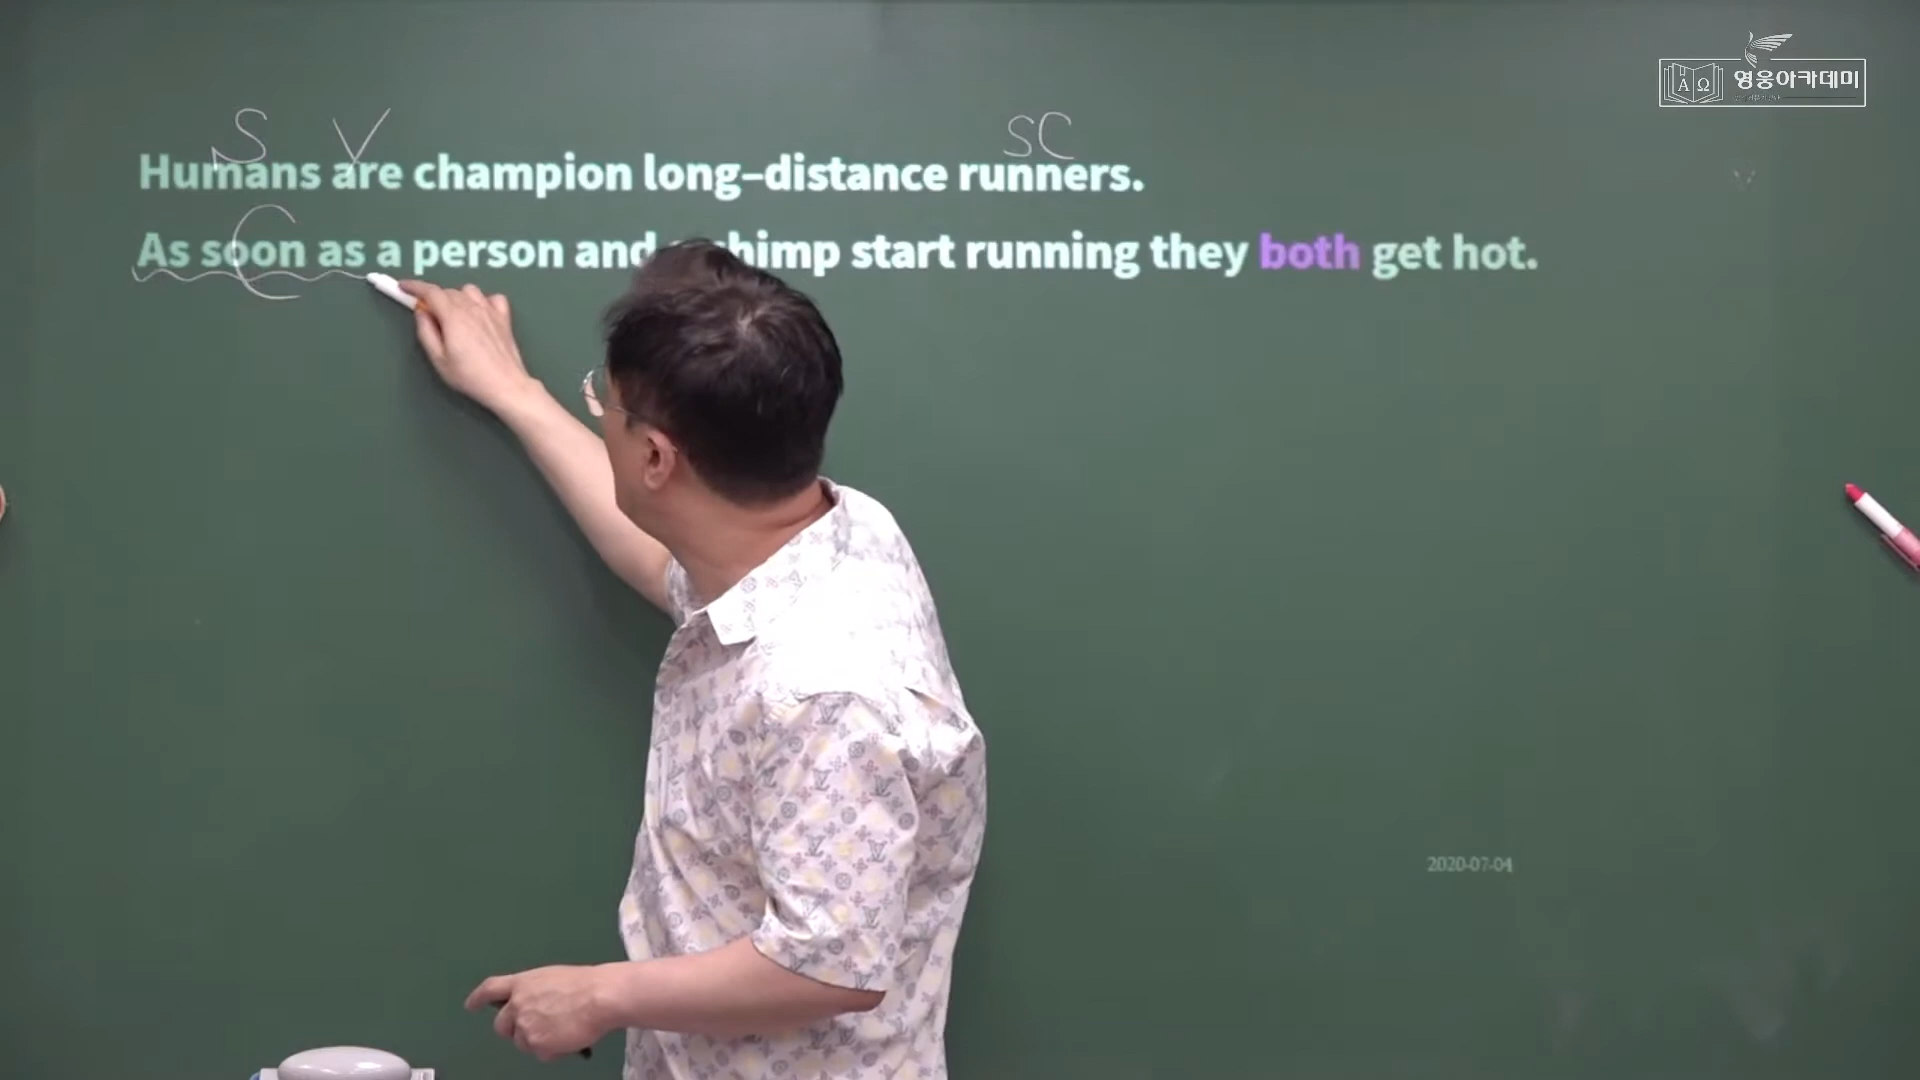 영웅아카데미
A Ω
S V SC
Humans are champion long–distance runners.
C
As soon as a person and chimp start running they both get hot.
2020-07-04